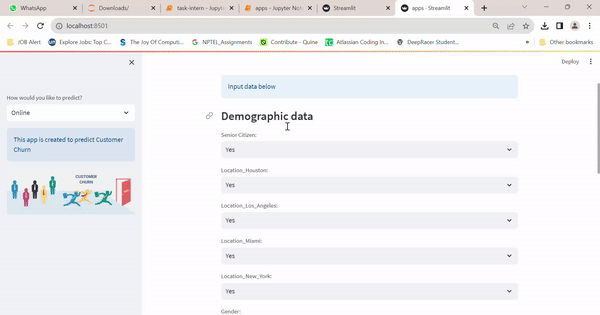 WhatsApp
Downloads/
task-intern - Jupyt
apps - Jupyter Not
Streamlit
apps - Streamlit
localhost:8501
JOB Alert
Explore Jobs: Top C...
The Joy Of Computi...
NPTEL_Assignments
Contribute - Quine
Atlassian Coding In...
DeepRacer Student...
»
Other bookmarks
Deploy
How would you like to predict?
Online
This app is created to predict Customer
Churn
CUSTOMER
CHURN
Input data below
Demographic data
Senior Citizen:
Yes
Location_Houston:
Yes
Location_Los_Angeles:
Yes
Location_Miami:
Yes
Location_New_York:
Yes
Gender: